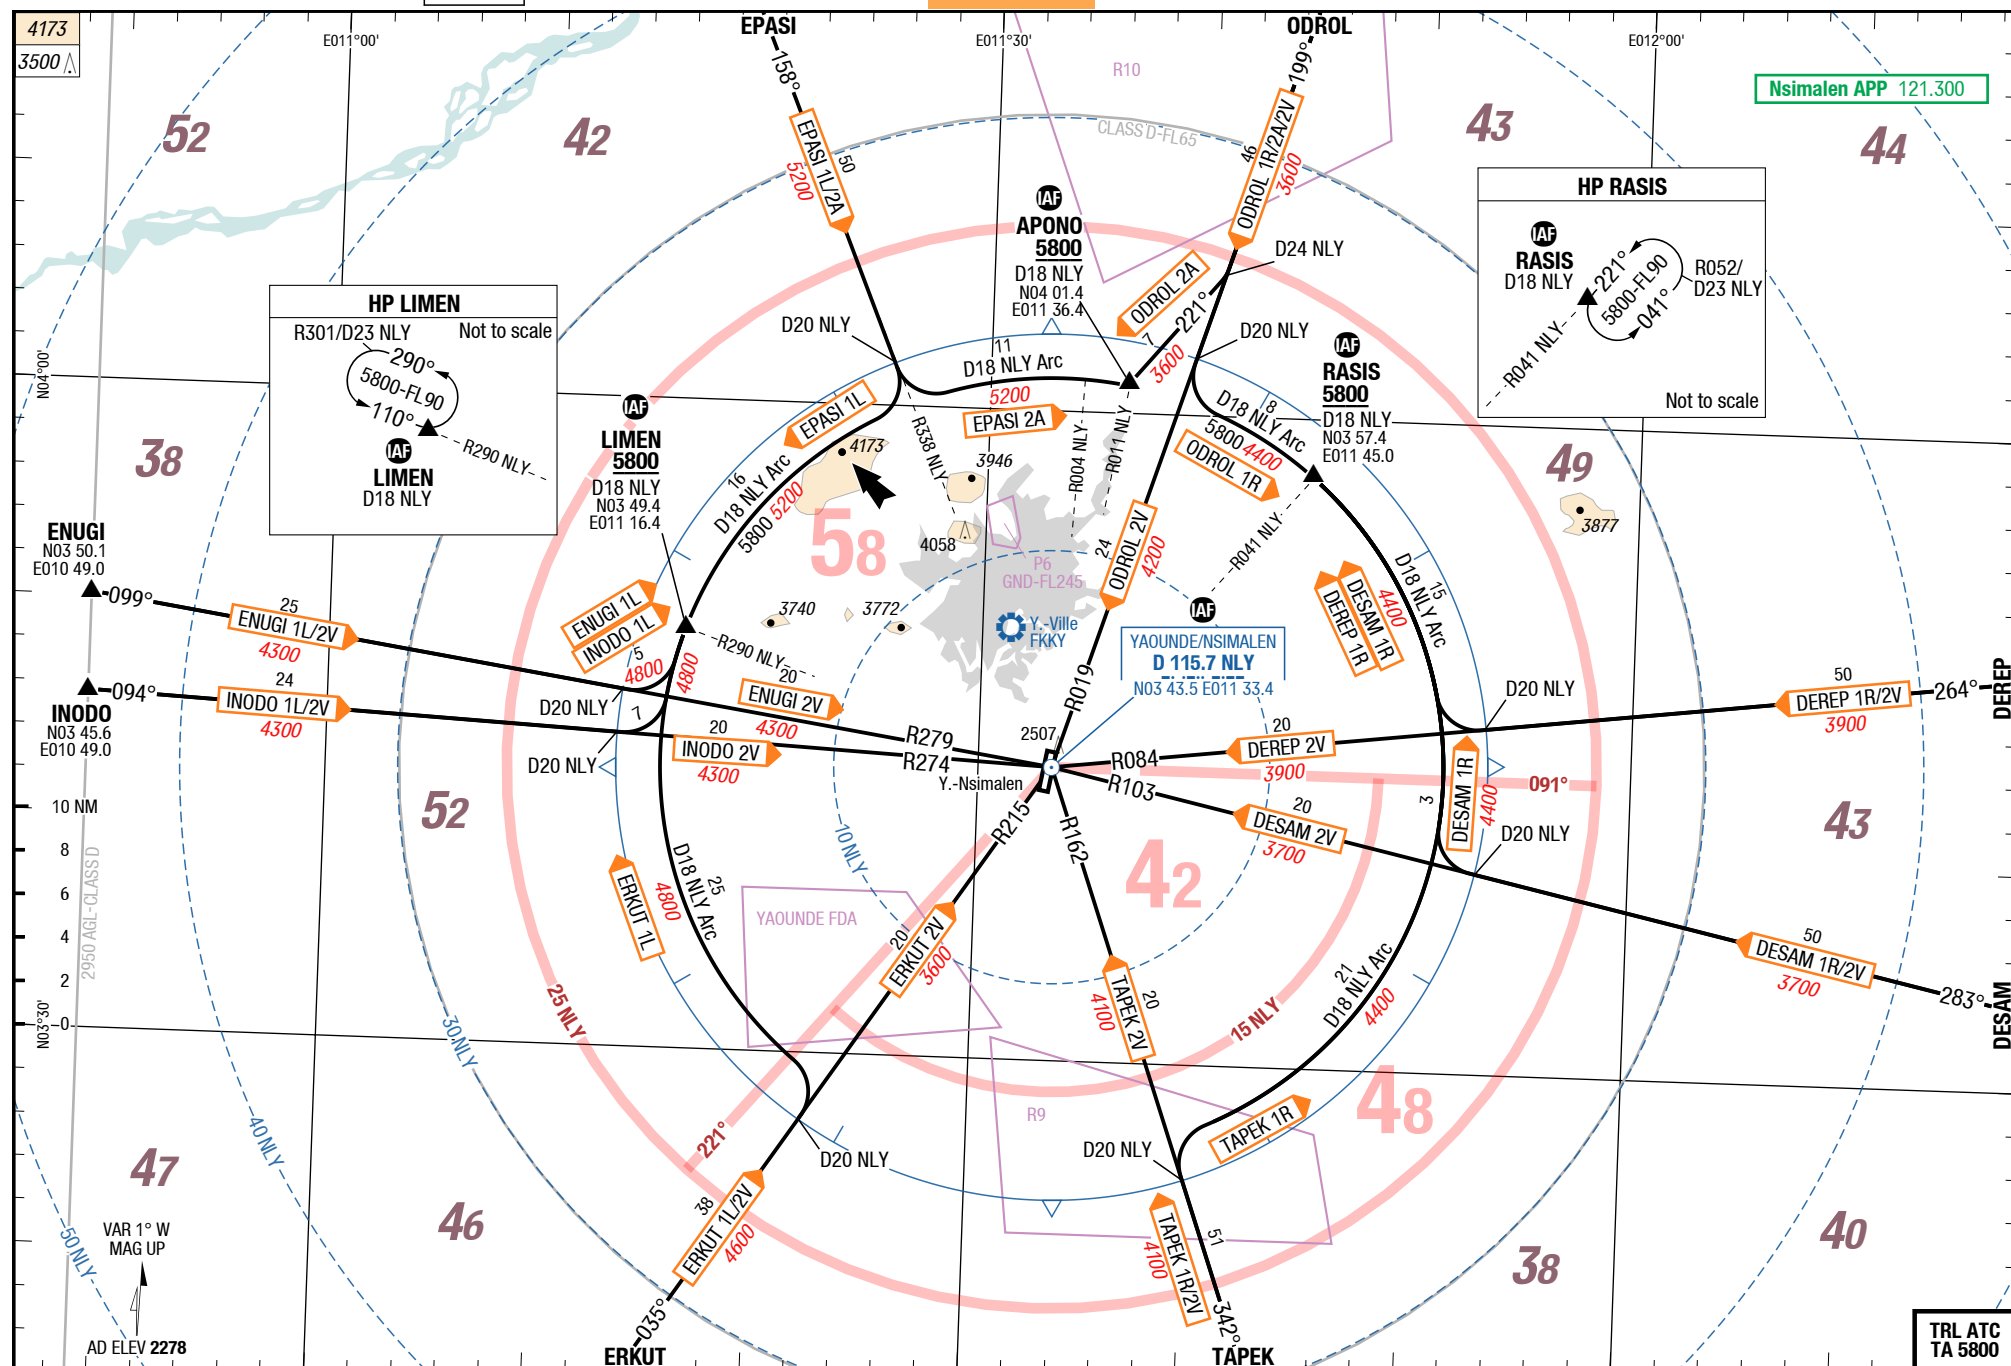 4173
3500
EPASI
ODROL
E011°00'
E011°30'
E012°00'
158°
199°
R10
Nsimalen APP 121.300
52
42
43
44
CLASS D-FL65
EPASI 1L/2A
50
5200
ODROL 1R/2A/2V
46
3600
IAF
APONO
5800
D18 NLY
N04 01.4
E011 36.4
D24 NLY
ODROL 2A
221°
7
3600
HP RASIS
IAF
RASIS
D18 NLY
221°
5800-FL90
041°
R052/
D23 NLY
R041 NLY
Not to scale
HP LIMEN
R301/D23 NLY
Not to scale
290°
5800-FL90
110°
IAF
LIMEN
D18 NLY
R290 NLY
D20 NLY
D20 NLY
11
D18 NLY Arc
5200
EPASI 2A
IAF
RASIS
5800
D18 NLY
N03 57.4
E011 45.0
8
D18 NLY Arc
5800 4400
ODROL 1R
N04°00'
EPASI 1L
IAF
LIMEN
5800
D18 NLY
N03 49.4
E011 16.4
16
D18 NLY Arc
5800 5200
4173
3946
R338 NLY
R004 NLY
R011 NLY
58
4058
38
49
3877
P6
GND-FL245
ODROL 2V
24
4200
R041 NLY
ENUGI
N03 50.1
E010 49.0
099°
25
ENUGI 1L/2V
4300
ENUGI 1L
INODO 1L
5
4800
4800
3740
3772
R290 NLY
Y.-Ville
FKKY
IAF
YAOUNDE/NSIMALEN
D 115.7 NLY
N03 43.5 E011 33.4
DESAM 1R
DEREP 1R
4400
15
D18 NLY Arc
094°
INODO
N03 45.6
E010 49.0
24
INODO 1L/2V
4300
D20 NLY
7
20
ENUGI 2V
4300
20
INODO 2V
4300
D20 NLY
R279
R274
R019
2507
Y.-Nsimalen
R084
R103
20
DEREP 2V
3900
D20 NLY
50
DEREP 1R/2V
3900
264°
DEREP
091°
3
DESAM 1R
4400
D20 NLY
20
DESAM 2V
3700
52
43
42
10 NM
8
6
4
2
0
2950 AGL-CLASS D
N03°30'
10 NLY
R215
R162
25
D18 NLY Arc
4800
ERKUT 1L
YAOUNDE FDA
20
ERKUT 2V
3600
20
TAPEK 2V
4100
21
D18 NLY Arc
4400
50
DESAM 1R/2V
3700
283°
DESAM
25 NLY
15 NLY
30 NLY
40 NLY
50 NLY
R9
48
TAPEK 1R
D20 NLY
D20 NLY
221°
38
ERKUT 1L/2V
4600
51
TAPEK 1R/2V
4100
47
46
38
40
VAR 1° W
MAG UP
AD ELEV 2278
035°
ERKUT
342°
TAPEK
TRL ATC
TA 5800